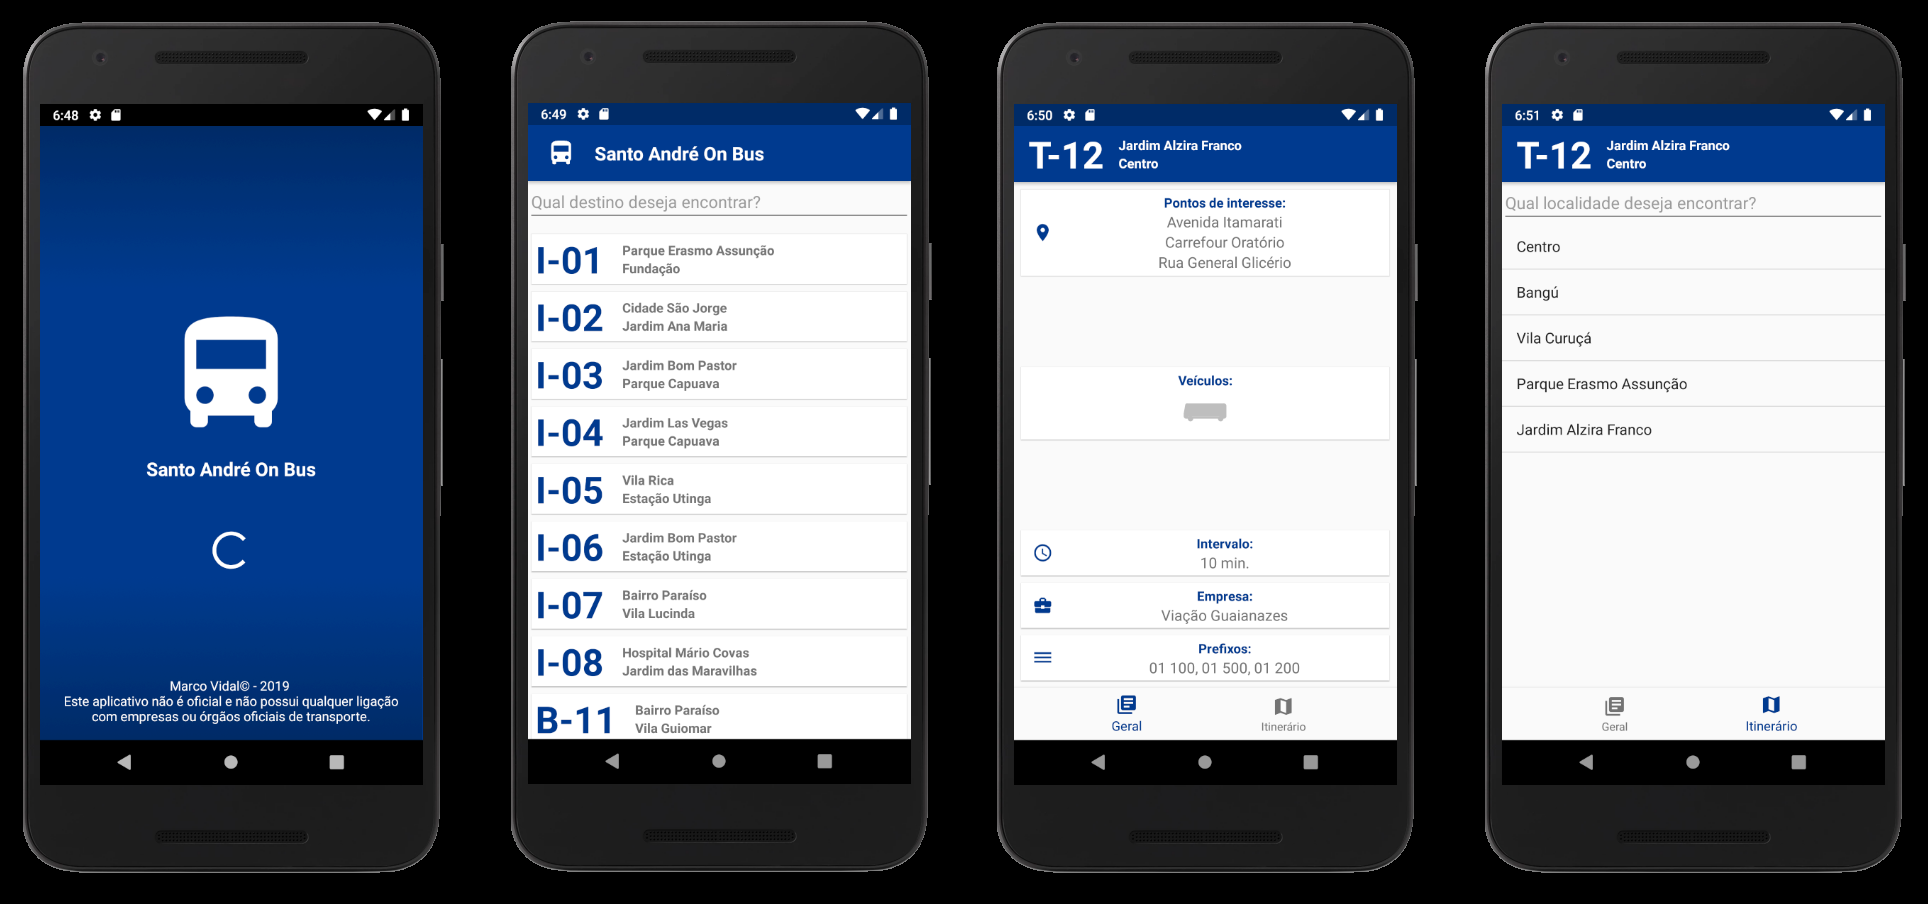 6:48
Santo André On Bus
Marco Vidal© - 2019
Este aplicativo não é oficial e não possui qualquer ligação
com empresas ou órgãos oficiais de transporte.
6:49
Santo André On Bus
Qual destino deseja encontrar?
I-01
Parque Erasmo Assunção
Fundação
I-02
Cidade São Jorge
Jardim Ana Maria
I-03
Jardim Bom Pastor
Parque Capuava
I-04
Jardim Las Vegas
Parque Capuava
I-05
Vila Rica
Estação Utinga
I-06
Jardim Bom Pastor
Estação Utinga
I-07
Bairro Paraíso
Vila Lucinda
I-08
Hospital Mário Covas
Jardim das Maravilhas
B-11
Bairro Paraíso
Vila Guiomar
6:50
T-12
Jardim Alzira Franco
Centro
Pontos de interesse:
Avenida Itamarati
Carrefour Oratório
Rua General Glicério
Veículos:
Intervalo:
10 min.
Empresa:
Viação Guaianazes
Prefixos:
01 100, 01 500, 01 200
Geral
Itinerário
6:51
T-12
Jardim Alzira Franco
Centro
Qual localidade deseja encontrar?
Centro
Bangú
Vila Curuçá
Parque Erasmo Assunção
Jardim Alzira Franco
Geral
Itinerário